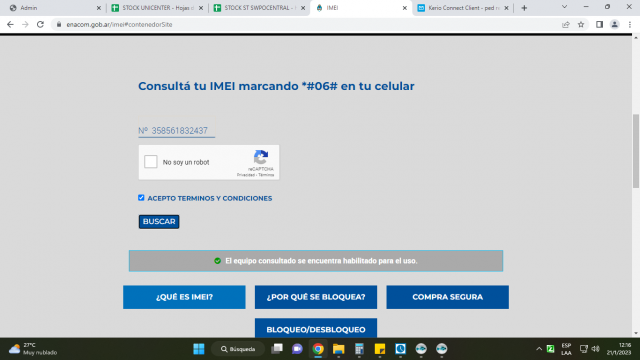 Admin
STOCK UNICENTER - Hojas d
STOCK ST SWPOCENTRAL -
IMEI
Kerio Connect Client - psd r
enacom.gob.ar/imei#contenedorSite
Consultá tu IMEI marcando *#06# en tu celular
Nº 358561832437
No soy un robot
reCAPTCHA
Privacidad - Términos
ACEPTO TERMINOS Y CONDICIONES
BUSCAR
El equipo consultado se encuentra habilitado para el uso.
¿QUÉ ES IMEI?
¿POR QUÉ SE BLOQUEA?
COMPRA SEGURA
BLOQUEO/DESBLOQUEO
27°C
Muy nublado
Búsqueda
ESP
LAA
12:16
21/1/2023